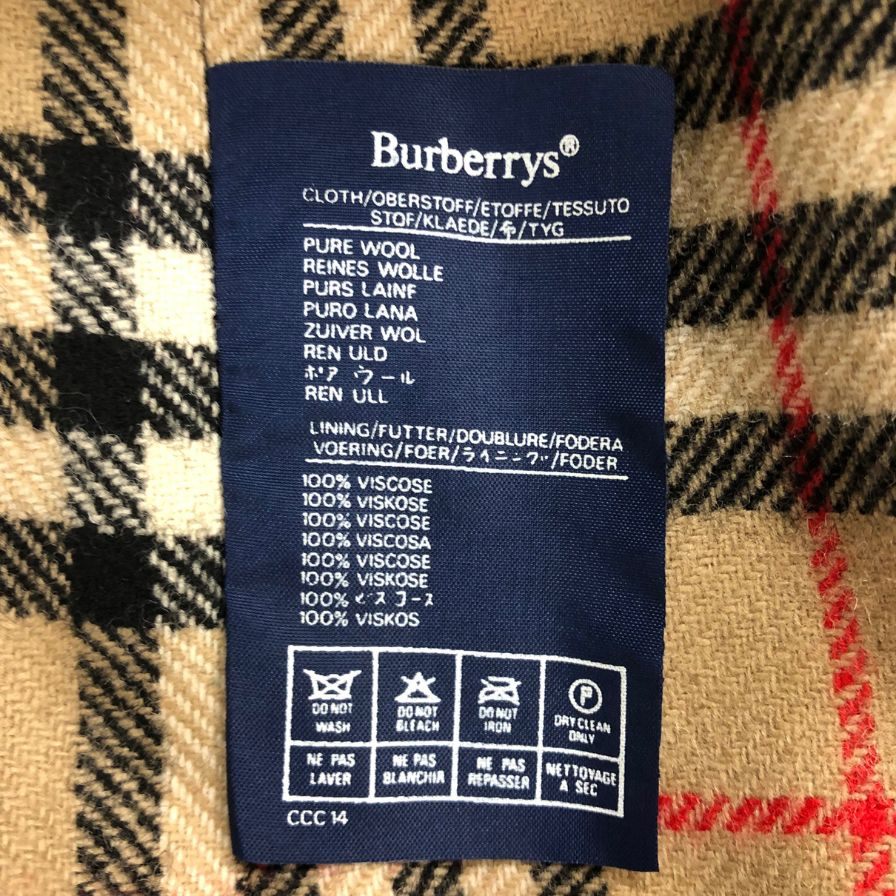 Burberrys®
CLOTH/OBERSTOFF/ETOFFE/TESSUTO
STOF/KLAEDE/布/TYG
PURE WOOL
REINES WOLLE
PURS LAINF
PURO LANA
ZUIVER WOL
REN ULD
ポア ウール
REN ULL
LINING/FUTTER/DOUBLURE/FODERA
VOERING/FOER/ライニング/FODER
100% VISCOSE
100% VISKOSE
100% VISCOSE
100% VISCOSA
100% VISCOSE
100% VISKOSE
100% ビスコース
100% VISKOS
DO NOT WASH
DO NOT BLEACH
DO NOT IRON
P
DRY CLEAN ONLY
NE PAS LAVER
NE PAS BLANCHIR
NE PAS REPASSER
NETTOYAGE A SEC
CCC 14